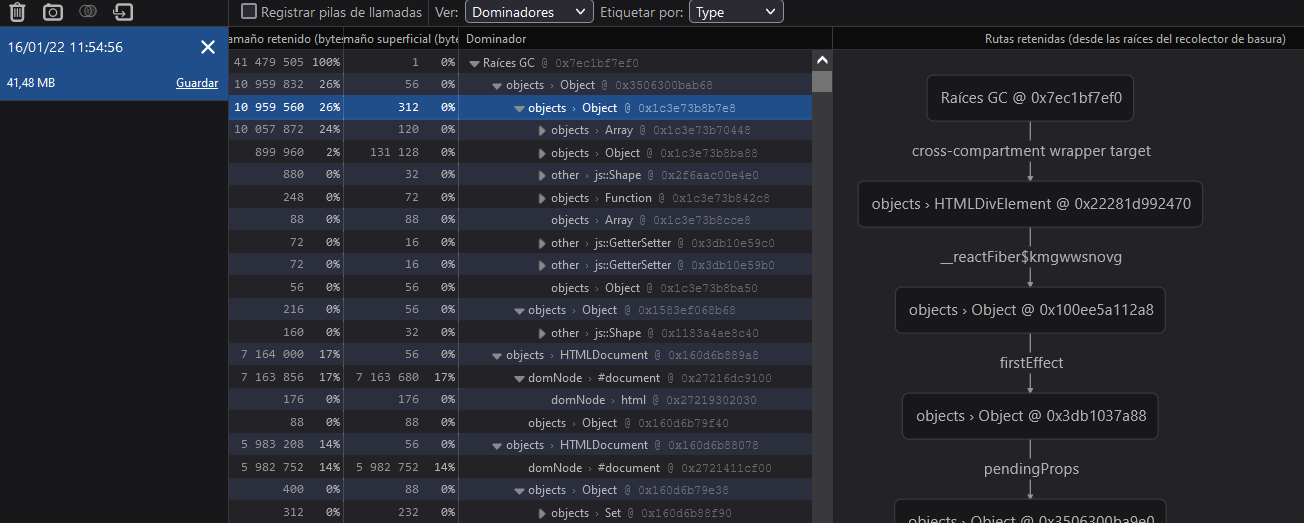 Registrar pilas de llamadas Ver: Dominadores Etiquetar por: Type
16/01/22 11:54:56
41,48 MB Guardar
amaño retenido (bytes maño superficial (byte Dominador
41 479 505 100% 1 0% Raíces GC @ 0x7ec1bf7ef0
10 959 832 26% 56 0% objects › Object @ 0x3506300bab68
10 959 560 26% 312 0% objects › Object @ 0x1c3e73b8b7e8
10 057 872 24% 120 0% objects › Array @ 0x1c3e73b70448
899 960 2% 131 128 0% objects › Object @ 0x1c3e73b8ba88
880 0% 32 0% other › js::Shape @ 0x2f6aac00e4e0
248 0% 72 0% objects › Function @ 0x1c3e73b842c8
88 0% 88 0% objects › Array @ 0x1c3e73b8cce8
72 0% 16 0% other › js::GetterSetter @ 0x3db10e59c0
72 0% 16 0% other › js::GetterSetter @ 0x3db10e59b0
56 0% 56 0% objects › Object @ 0x1c3e73b8ba50
216 0% 56 0% objects › Object @ 0x1583ef068b68
160 0% 32 0% other › js::Shape @ 0x1183a4ae8c40
7 164 000 17% 56 0% objects › HTMLDocument @ 0x160d6b889a8
7 163 856 17% 7 163 680 17% domNode › #document @ 0x27216dc9100
176 0% 176 0% domNode › html @ 0x27219302030
88 0% 88 0% objects › Object @ 0x160d6b79f40
5 983 208 14% 56 0% objects › HTMLDocument @ 0x160d6b88078
5 982 752 14% 5 982 752 14% domNode › #document @ 0x2721411cf00
400 0% 88 0% objects › Object @ 0x160d6b79e38
312 0% 232 0% objects › Set @ 0x160d6b88f90
Rutas retenidas (desde las raíces del recolector de basura)
Raíces GC @ 0x7ec1bf7ef0
cross-compartment wrapper target
objects › HTMLDivElement @ 0x22281d992470
__reactFiber$kmgwwsnovg
objects › Object @ 0x100ee5a112a8
firstEffect
objects › Object @ 0x3db1037a88
pendingProps
objects › Object @ 0x3506300ba9e0